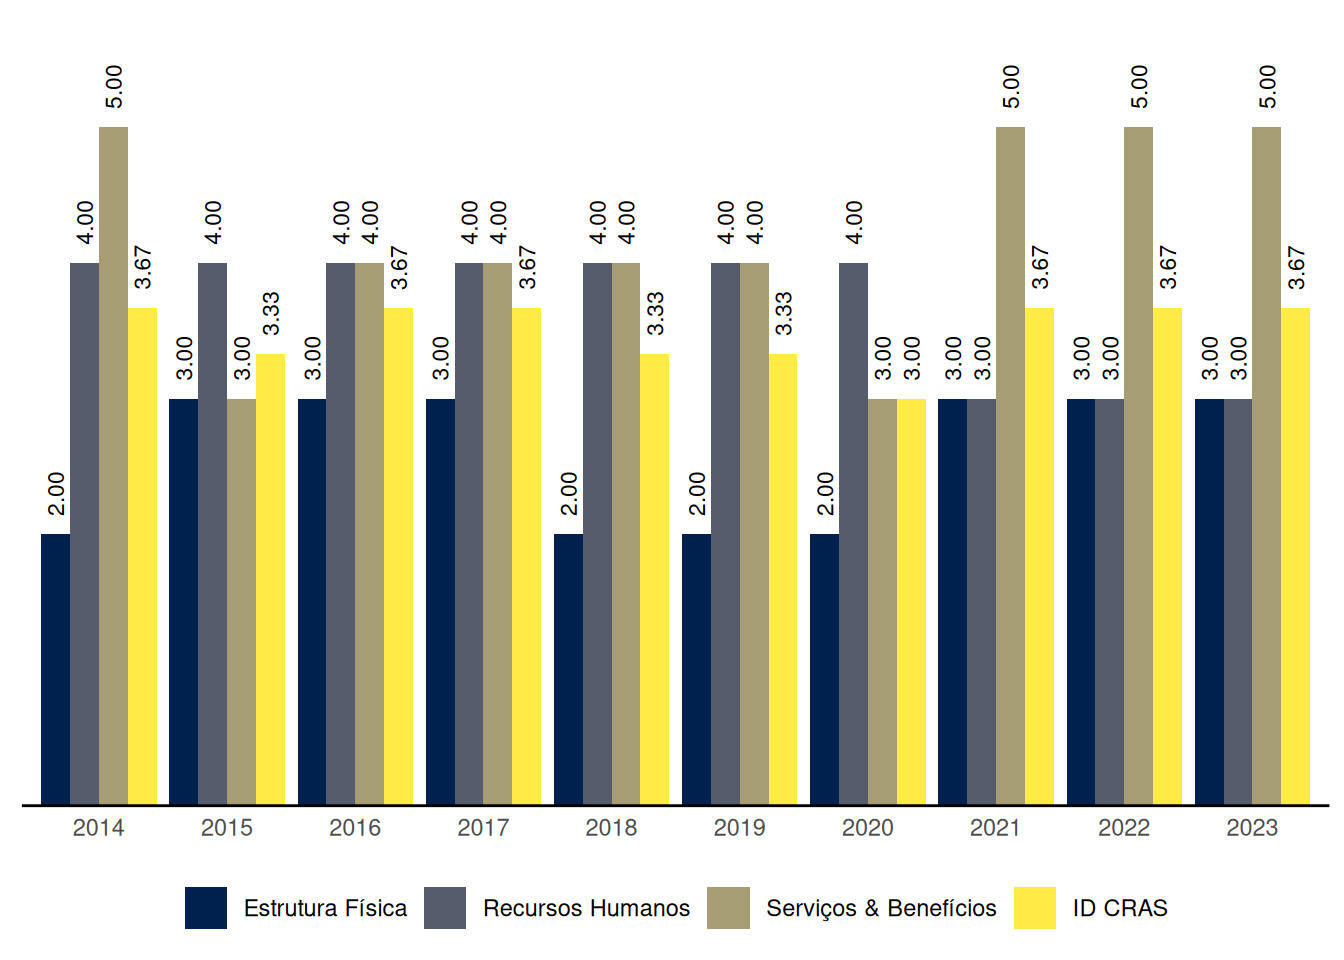 5.00 5.00 5.00 5.00
4.00 4.00 4.00 4.00 4.00 4.00 4.00 4.00 4.00 4.00 4.00
3.67 3.67 3.67 3.67 3.67 3.67
3.33 3.33 3.33
3.00 3.00 3.00 3.00 3.00 3.00 3.00 3.00 3.00 3.00 3.00 3.00
2.00 2.00 2.00 2.00
2014 2015 2016 2017 2018 2019 2020 2021 2022 2023
Estrutura Física Recursos Humanos Serviços & Benefícios ID CRAS